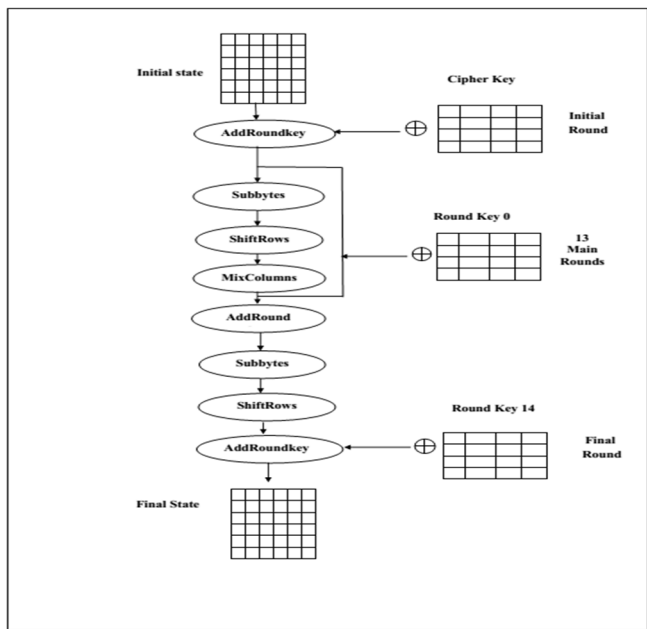 Initial state
Cipher Key
Initial
Round
AddRoundkey
Subbytes
Round Key 0
ShiftRows
13
Main
Rounds
MixColumns
AddRound
Subbytes
ShiftRows
Round Key 14
AddRoundkey
Final
Round
Final State